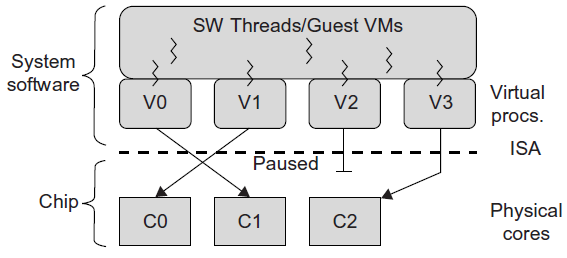 SW Threads/Guest VMs
System
software
V0
V1
V2
V3
Virtual
procs.
ISA
Paused
Chip
C0
C1
C2
Physical
cores